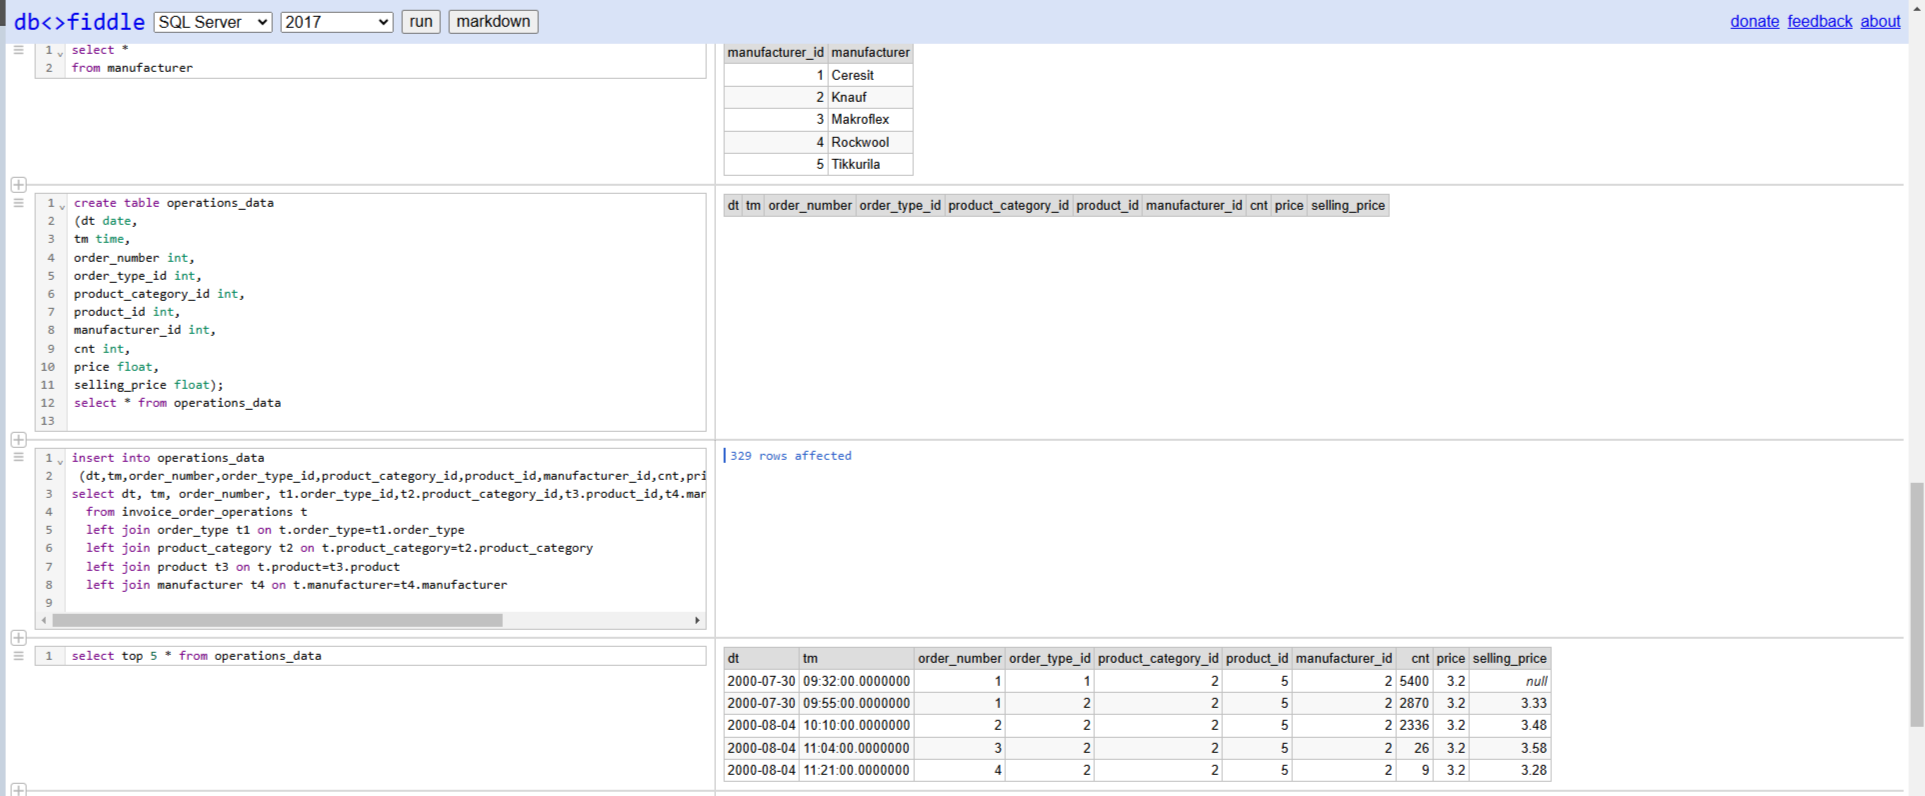 db<>fiddle SQL Server 2017 run markdown donate feedback about
1 select *
2 from manufacturer
manufacturer_id manufacturer
1 Ceresit
2 Knauf
3 Makroflex
4 Rockwool
5 Tikkurila
1 create table operations_data
2 (dt date,
3 tm time,
4 order_number int,
5 order_type_id int,
6 product_category_id int,
7 product_id int,
8 manufacturer_id int,
9 cnt int,
10 price float,
11 selling_price float);
12 select * from operations_data
13
dt tm order_number order_type_id product_category_id product_id manufacturer_id cnt price selling_price
1 insert into operations_data
2 (dt,tm,order_number,order_type_id,product_category_id,product_id,manufacturer_id,cnt,pri
3 select dt, tm, order_number, t1.order_type_id,t2.product_category_id,t3.product_id,t4.mar
4 from invoice_order_operations t
5 left join order_type t1 on t.order_type=t1.order_type
6 left join product_category t2 on t.product_category=t2.product_category
7 left join product t3 on t.product=t3.product
8 left join manufacturer t4 on t.manufacturer=t4.manufacturer
9
329 rows affected
1 select top 5 * from operations_data
dt tm order_number order_type_id product_category_id product_id manufacturer_id cnt price selling_price
2000-07-30 09:32:00.0000000 1 1 2 5 2 5400 3.2 null
2000-07-30 09:55:00.0000000 1 2 2 5 2 2870 3.2 3.33
2000-08-04 10:10:00.0000000 2 2 2 5 2 2336 3.2 3.48
2000-08-04 11:04:00.0000000 3 2 2 5 2 26 3.2 3.58
2000-08-04 11:21:00.0000000 4 2 2 5 2 9 3.2 3.28